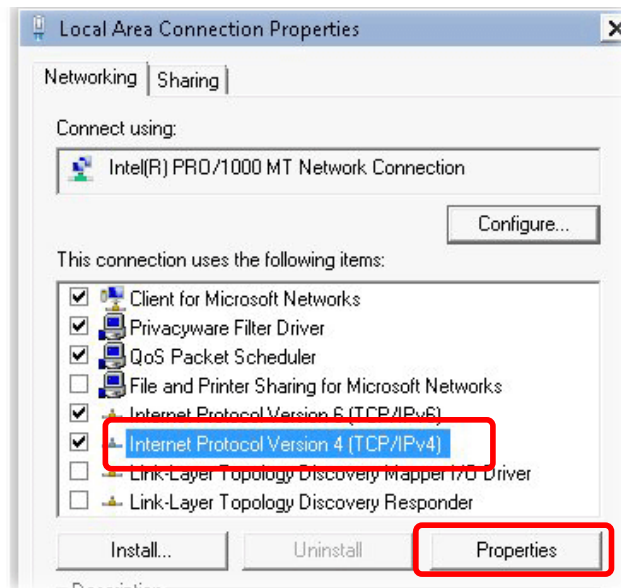 Local Area Connection Properties
Networking
Sharing
Connect using:
Intel(R) PRO/1000 MT Network Connection
Configure...
This connection uses the following items:
Client for Microsoft Networks
Privacyware Filter Driver
QoS Packet Scheduler
File and Printer Sharing for Microsoft Networks
Internet Protocol Version 6 (TCP/IPv6)
Internet Protocol Version 4 (TCP/IPv4)
Link-Layer Topology Discovery Mapper I/O Driver
Link-Layer Topology Discovery Responder
Install...
Uninstall
Properties
Description